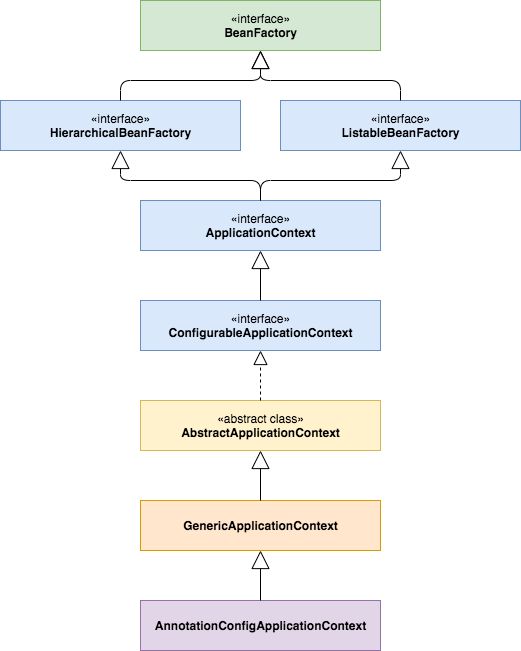 «interface»
BeanFactory
«interface»
HierarchicalBeanFactory
«interface»
ListableBeanFactory
«interface»
ApplicationContext
«interface»
ConfigurableApplicationContext
«abstract class»
AbstractApplicationContext
GenericApplicationContext
AnnotationConfigApplicationContext